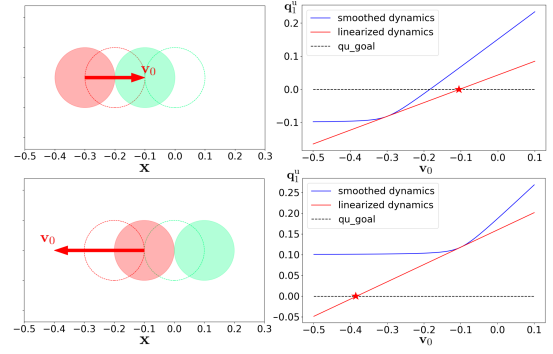 v₀
−0.5 −0.4 −0.3 −0.2 −0.1 0.0 0.1 0.2 0.3
x
q₁ᵘ
smoothed dynamics
linearized dynamics
qu_goal
0.2
0.1
0.0
−0.1
−0.5 −0.4 −0.3 −0.2 −0.1 0.0 0.1
v₀
v₀
−0.5 −0.4 −0.3 −0.2 −0.1 0.0 0.1 0.2 0.3
x
q₁ᵘ
smoothed dynamics
linearized dynamics
qu_goal
0.25
0.20
0.15
0.10
0.05
0.00
−0.05
−0.5 −0.4 −0.3 −0.2 −0.1 0.0 0.1
v₀